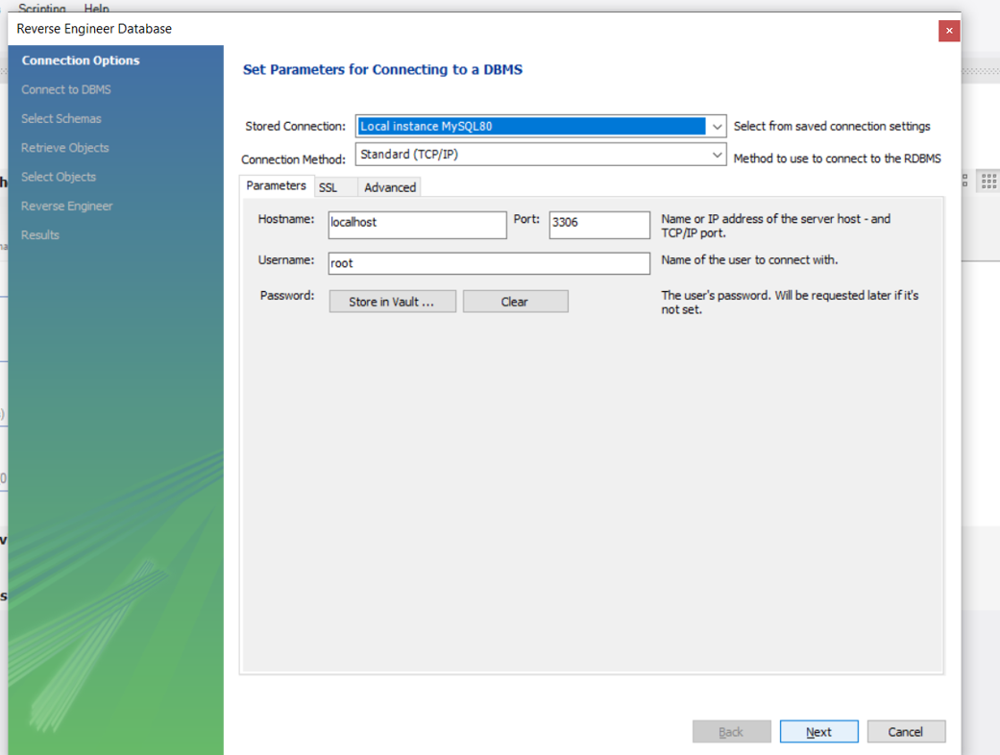 Scripting Help
Reverse Engineer Database
Connection Options
Connect to DBMS
Select Schemas
Retrieve Objects
Select Objects
Reverse Engineer
Results
Set Parameters for Connecting to a DBMS
Stored Connection: Local instance MySQL80 Select from saved connection settings
Connection Method: Standard (TCP/IP) Method to use to connect to the RDBMS
Parameters SSL Advanced
Hostname: localhost Port: 3306 Name or IP address of the server host - and
TCP/IP port.
Username: root Name of the user to connect with.
Password: Store in Vault ... Clear The user's password. Will be requested later if it's
not set.
Back Next Cancel